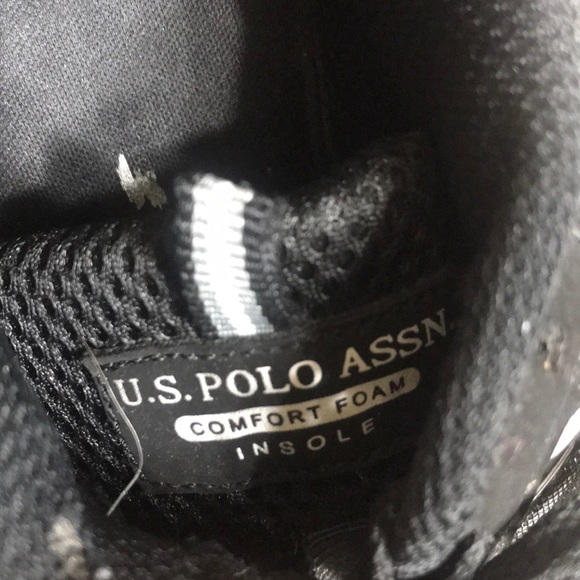 U.S. POLO ASSN.
COMFORT FOAM
INSOLE